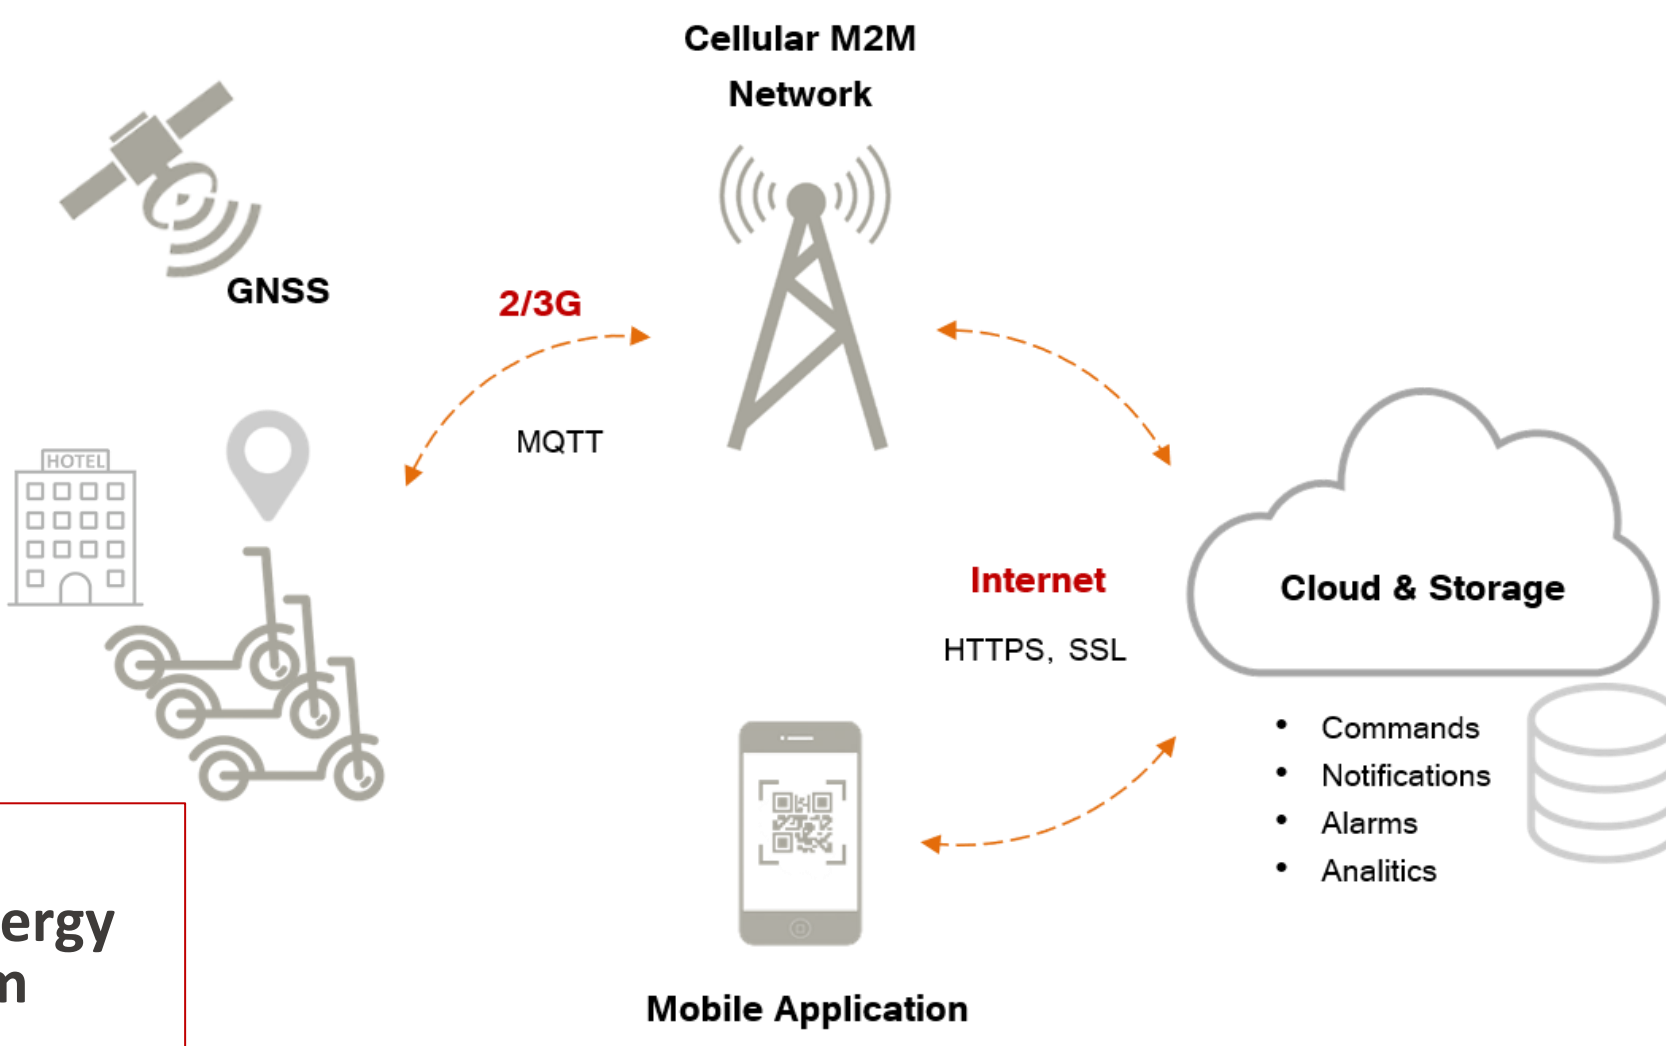 Cellular M2M
Network
GNSS
2/3G
MQTT
HOTEL
Internet
HTTPS, SSL
Cloud & Storage
• Commands
• Notifications
• Alarms
• Analitics
ergy
m
Mobile Application